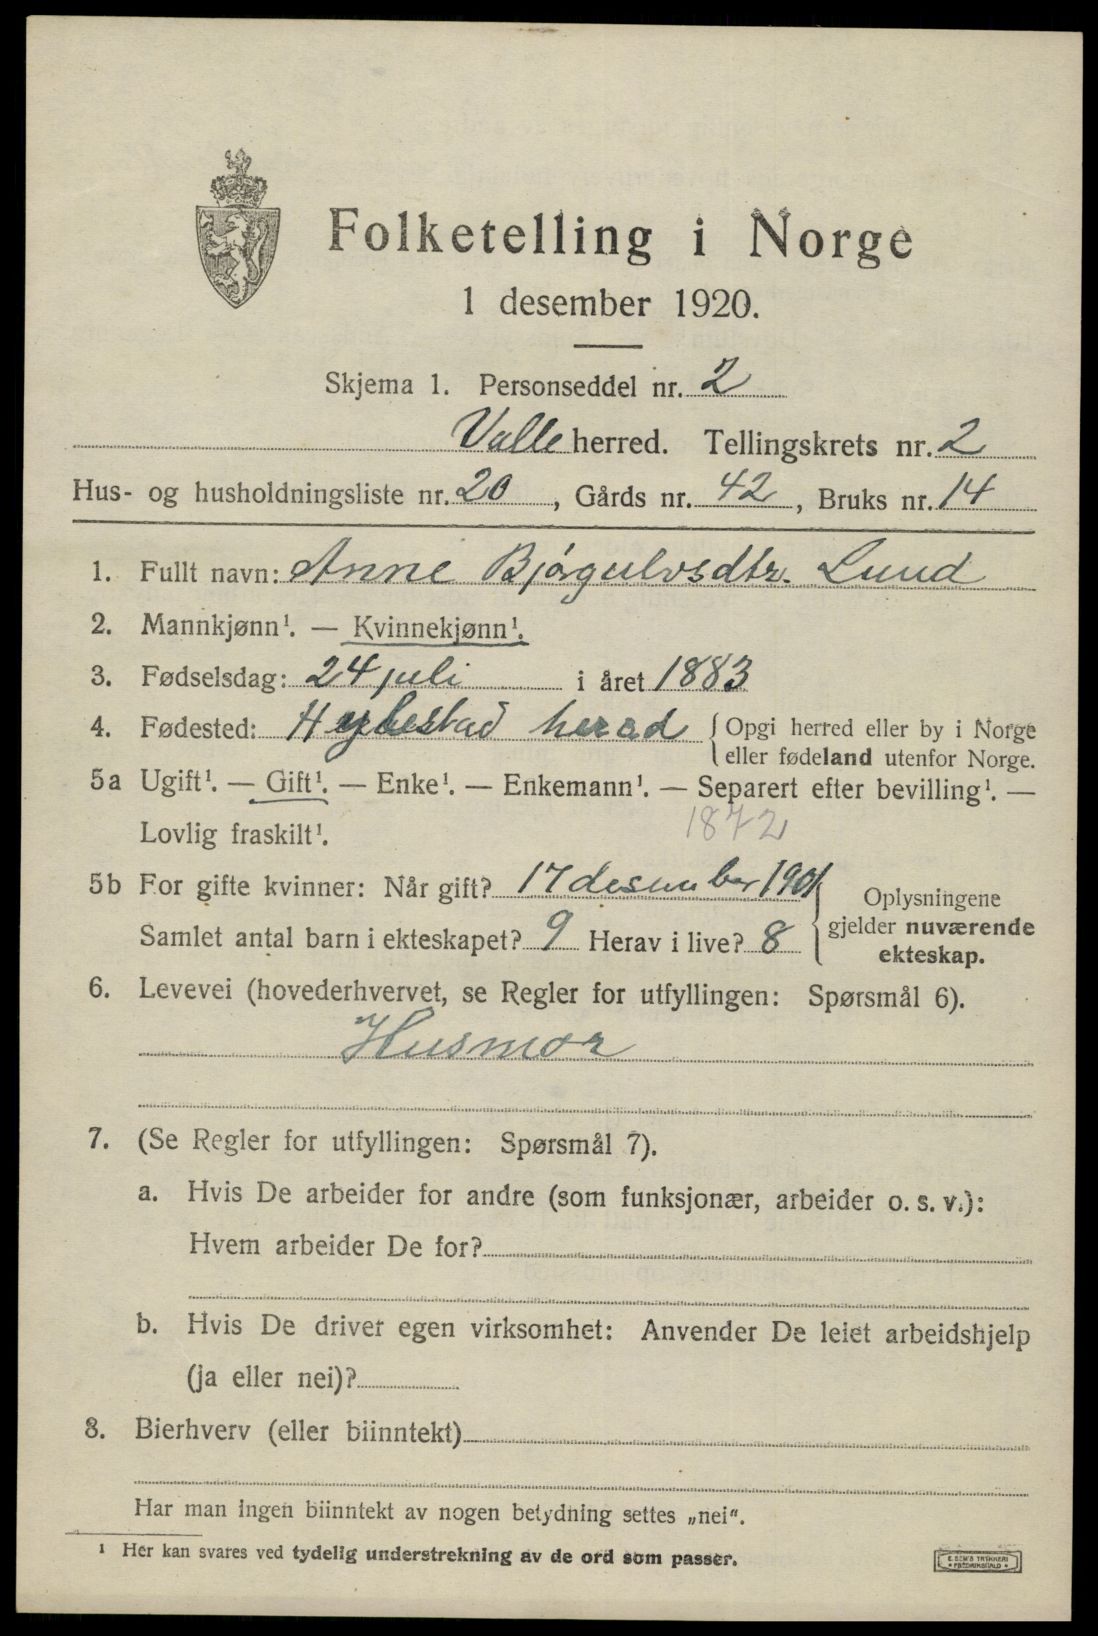 Folketelling i Norge
1 desember 1920.
Skjema 1. Personseddel nr. 2
Valle herred. Tellingskrets nr. 2
Hus- og husholdningsliste nr. 20, Gårds nr. 42, Bruks nr. 14
1. Fullt navn: Anne Bjørgulvsdtr. Lund
2. Mannkjønn¹. — Kvinnekjønn¹.
3. Fødselsdag: 24 juli i året 1883
4. Fødested: Hylestad herad {Opgi herred eller by i Norge
eller fødeland utenfor Norge.
5a Ugift¹. — Gift¹. — Enke¹. — Enkemann¹. — Separert efter bevilling¹. —
Lovlig fraskilt¹. 1872
5b For gifte kvinner: Når gift? 17 desember 1901
Samlet antal barn i ekteskapet? 9 Herav i live? 8
Oplysningene
gjelder nuværende
ekteskap.
6. Levevei (hovederhvervet, se Regler for utfyllingen: Spørsmål 6).
Husmor
7. (Se Regler for utfyllingen: Spørsmål 7).
a. Hvis De arbeider for andre (som funksjonær, arbeider o. s. v.):
Hvem arbeider De for?
b. Hvis De driver egen virksomhet: Anvender De leiet arbeidshjelp
(ja eller nei)?
8. Bierhverv (eller biinntekt)
Har man ingen biinntekt av nogen betydning settes „nei“.
¹ Her kan svares ved tydelig understrekning av de ord som passer.
E. SEM'S TRYKKERI
FREDRIKSHALD